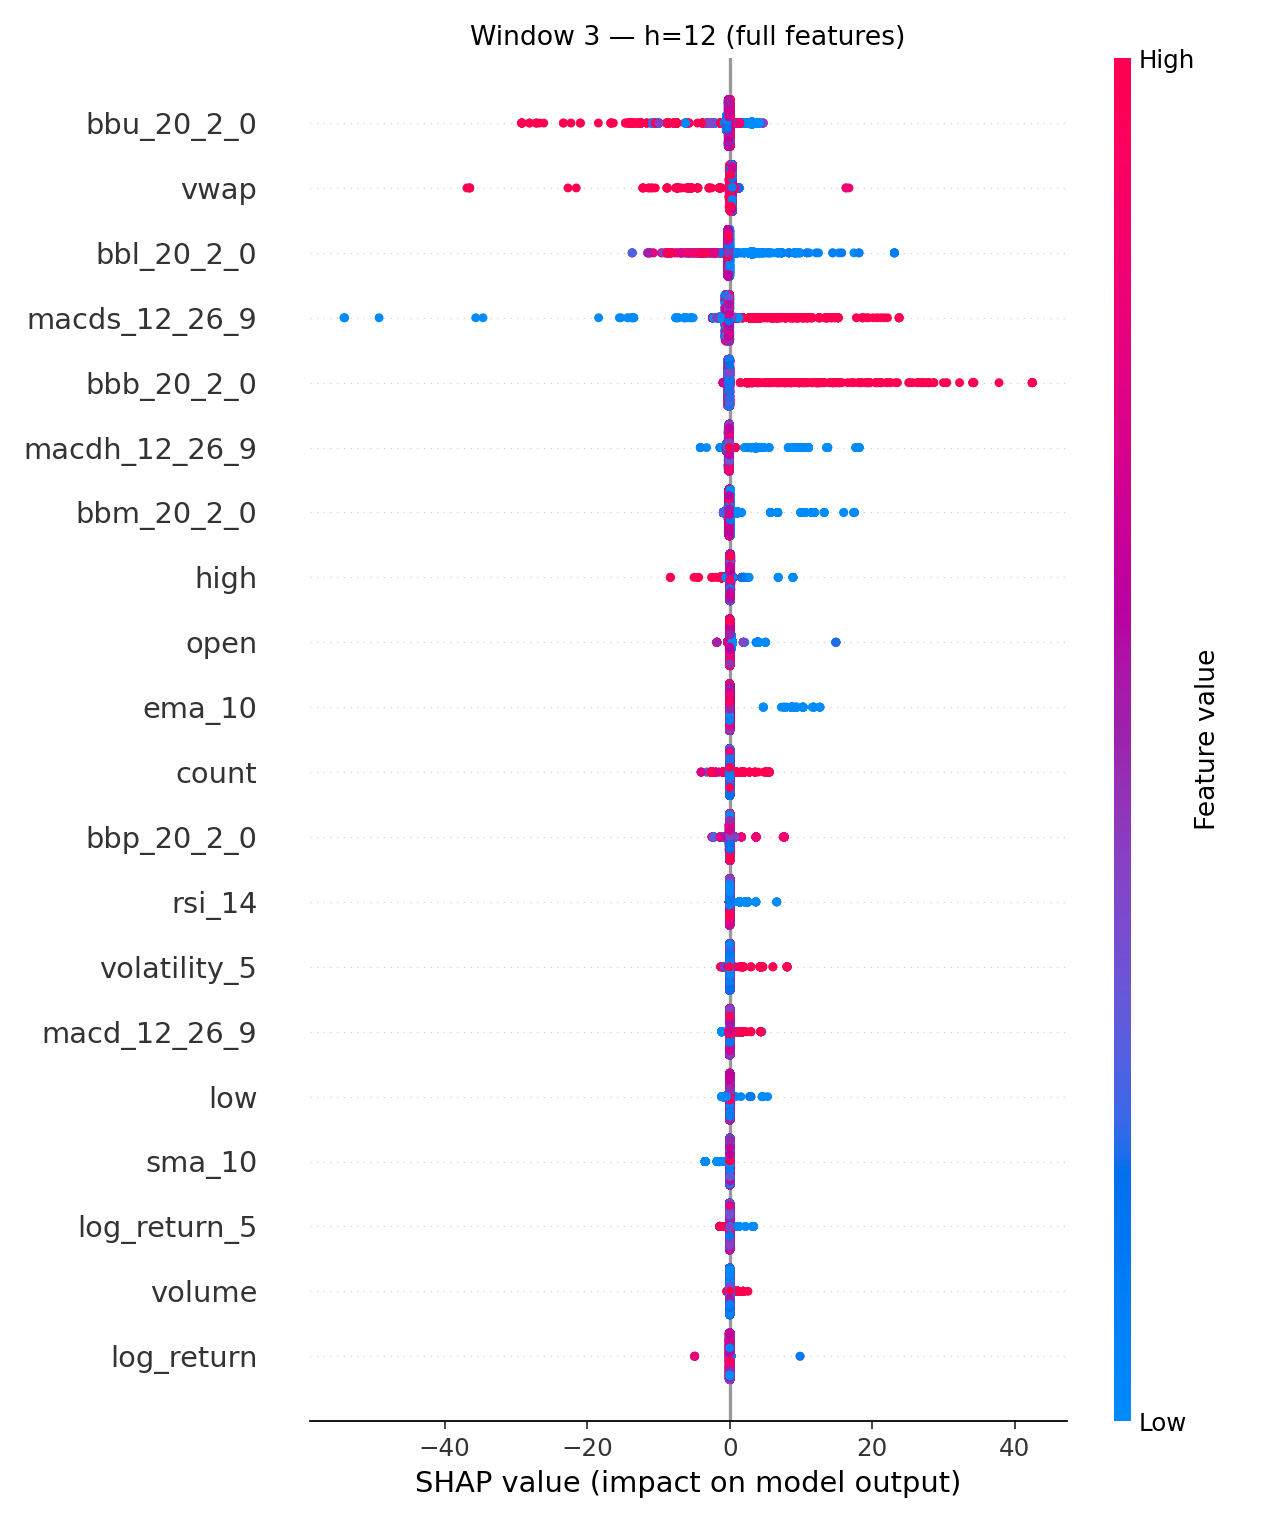 Window 3 — h=12 (full features)
High
bbu_20_2_0
vwap
bbl_20_2_0
macds_12_26_9
bbb_20_2_0
macdh_12_26_9
bbm_20_2_0
high
open
ema_10
count
bbp_20_2_0
rsi_14
volatility_5
macd_12_26_9
low
sma_10
log_return_5
volume
log_return
Feature value
Low
−40 −20 0 20 40
SHAP value (impact on model output)